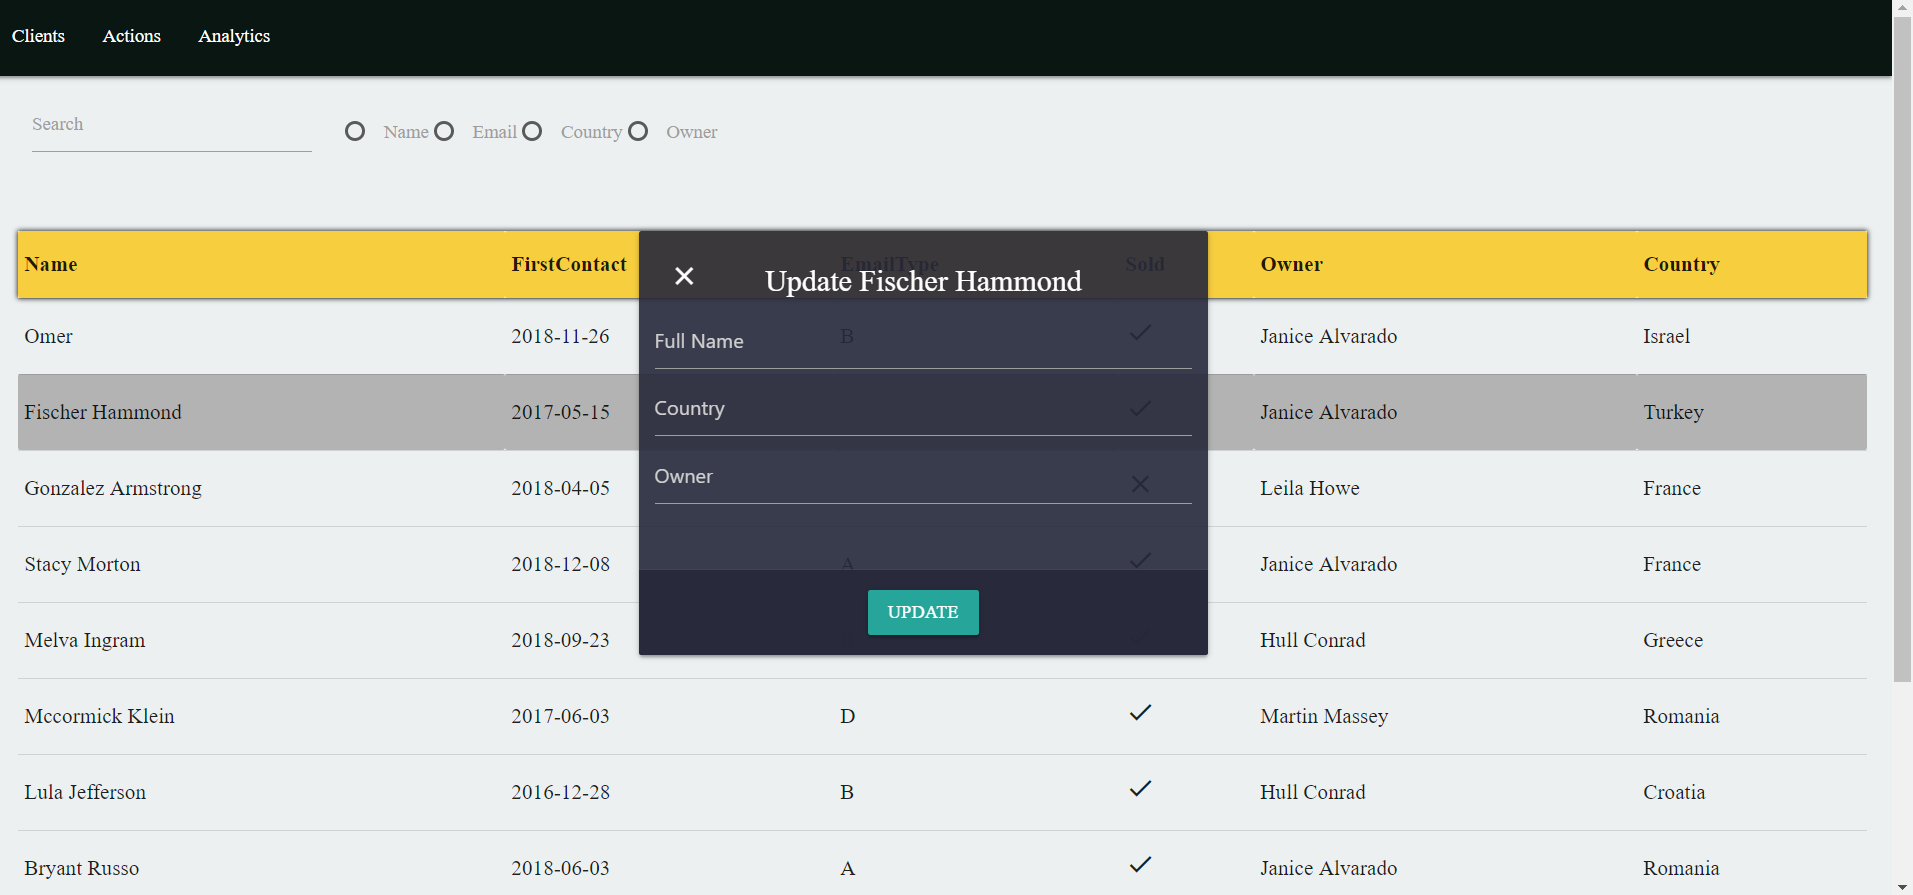 Clients Actions Analytics
Search Name Email Country Owner
Name FirstContact EmailType Sold Owner Country
Update Fischer Hammond
Omer 2018-11-26 B Janice Alvarado Israel
Full Name
Fischer Hammond 2017-05-15 Janice Alvarado Turkey
Country
Gonzalez Armstrong 2018-04-05 Leila Howe France
Owner
Stacy Morton 2018-12-08 A Janice Alvarado France
UPDATE
Melva Ingram 2018-09-23 Hull Conrad Greece
Mccormick Klein 2017-06-03 D Martin Massey Romania
Lula Jefferson 2016-12-28 B Hull Conrad Croatia
Bryant Russo 2018-06-03 A Janice Alvarado Romania